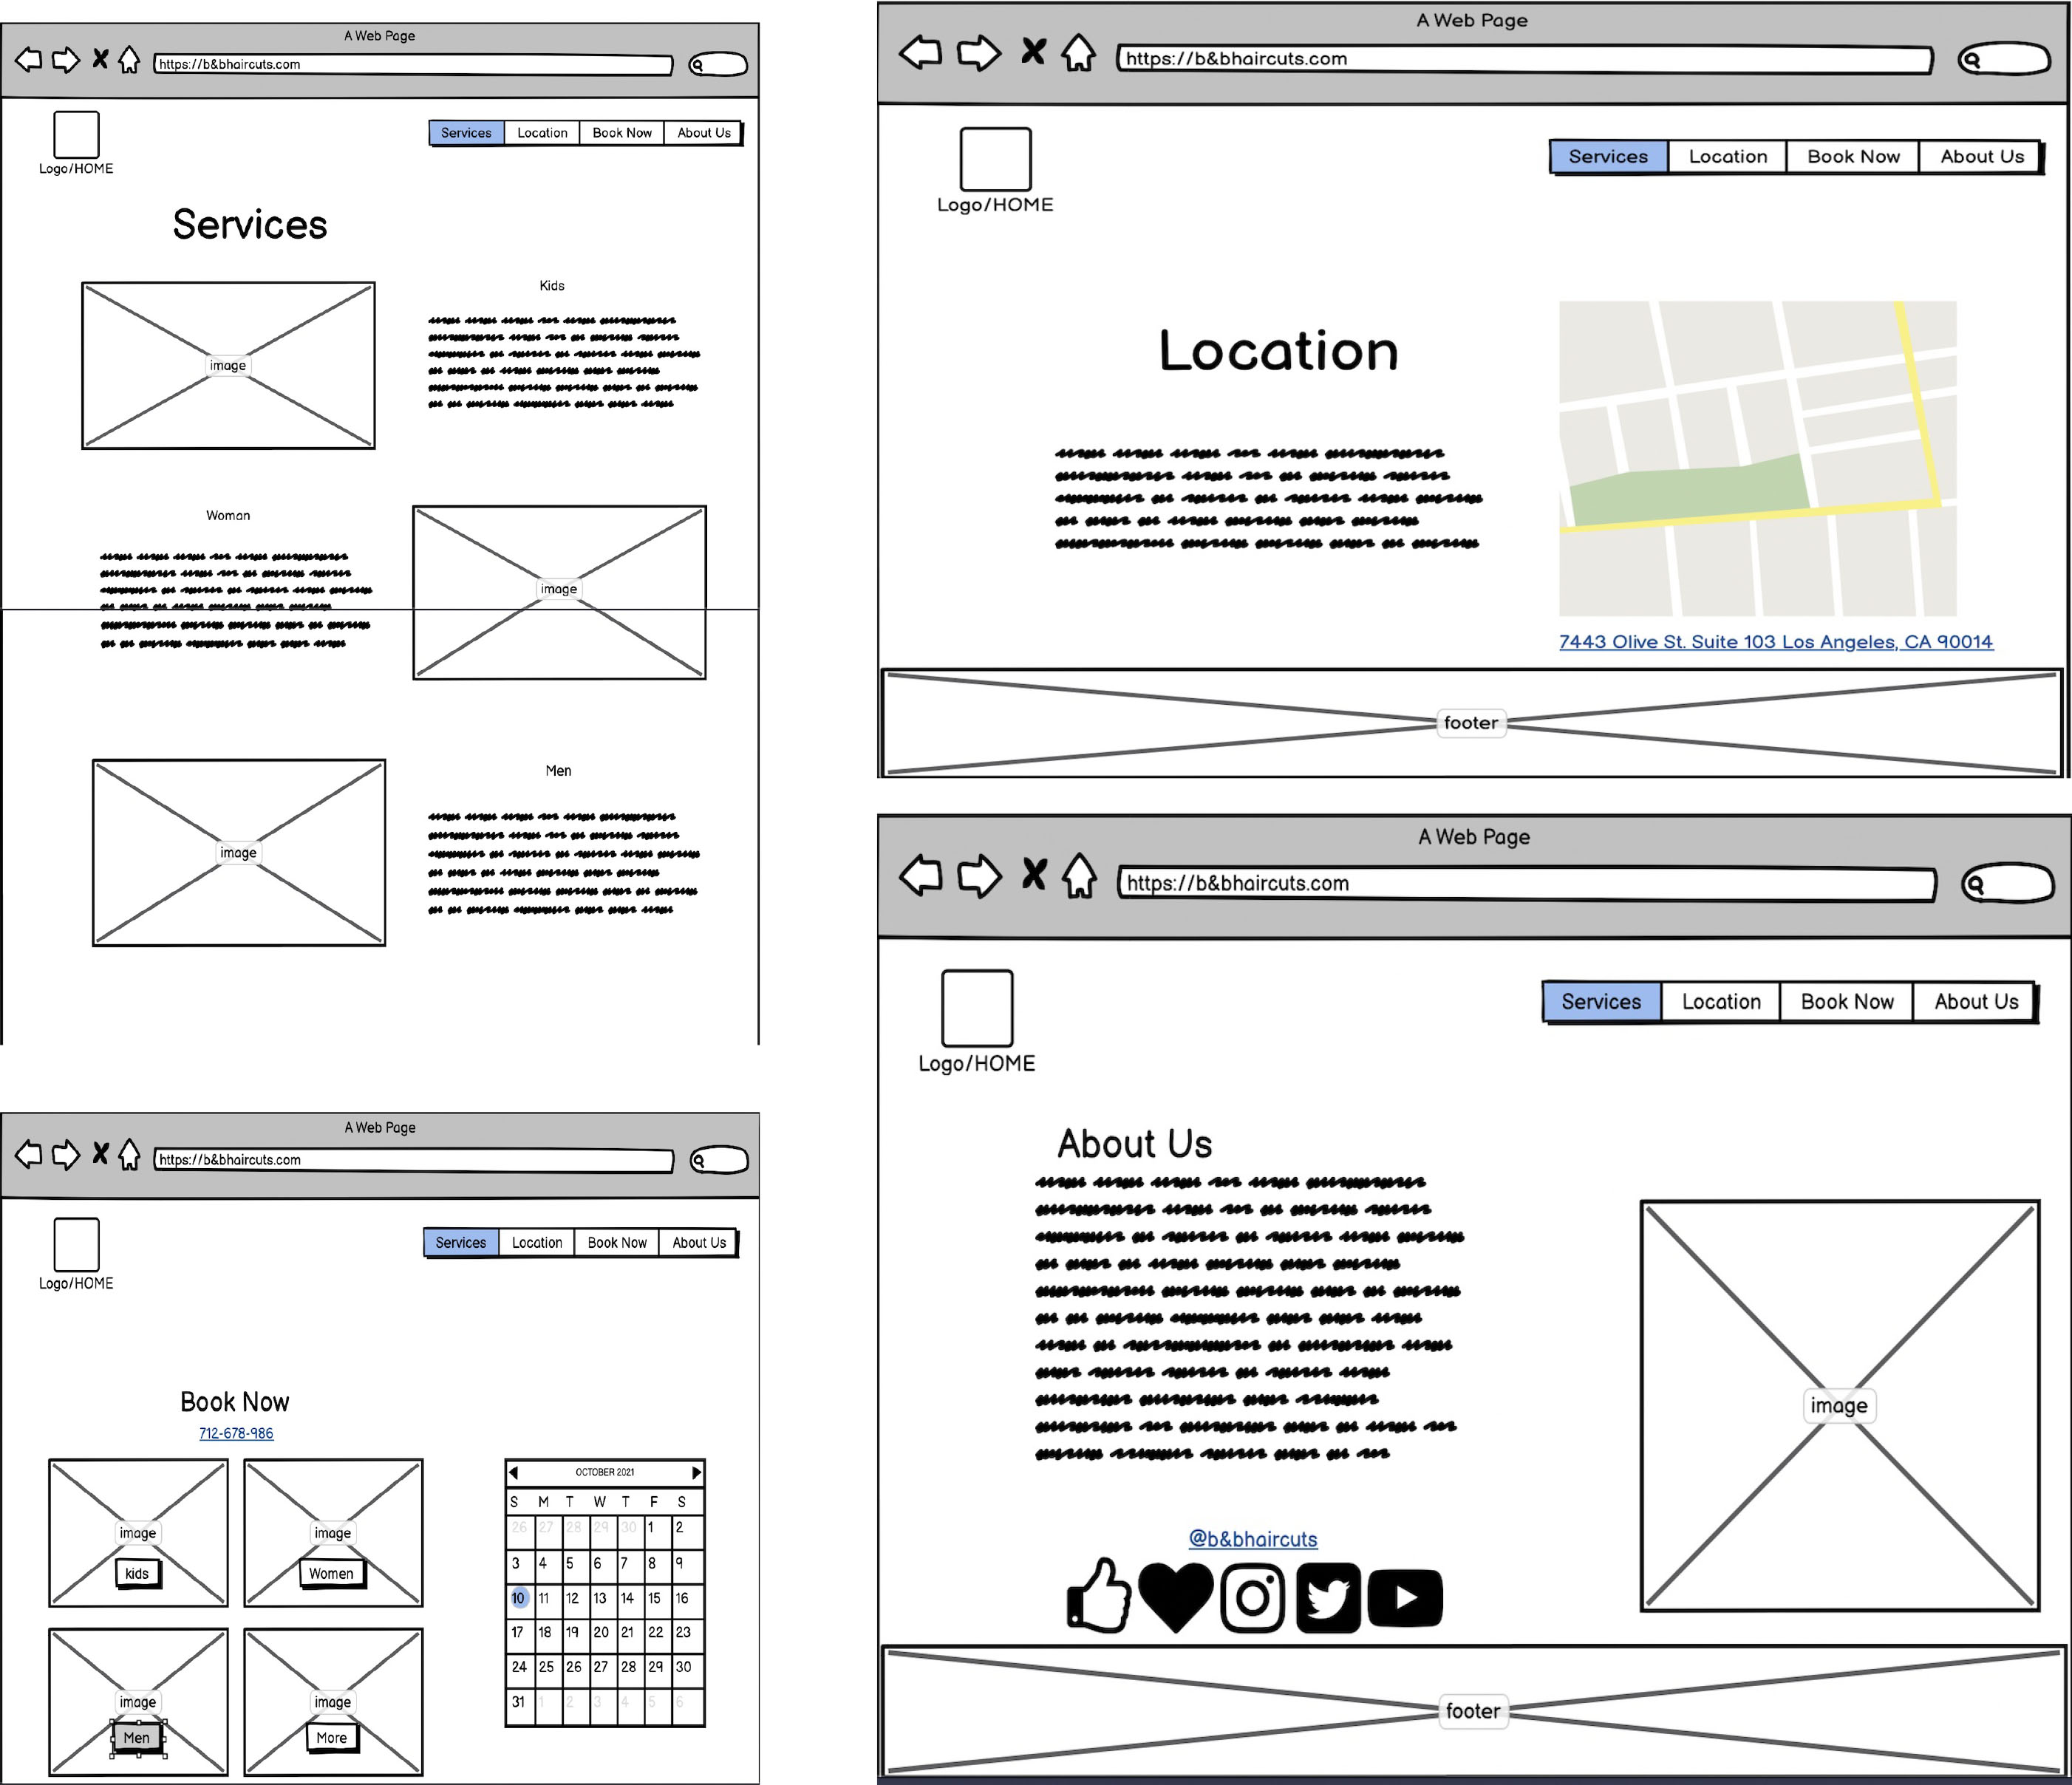 A Web Page
https://b&bhaircuts.com
Logo/HOME
Services Location Book Now About Us
Services
image
Kids
Woman
image
image
Men
A Web Page
https://b&bhaircuts.com
Logo/HOME
Services Location Book Now About Us
Location
7443 Olive St. Suite 103 Los Angeles, CA 90014
footer
A Web Page
https://b&bhaircuts.com
Logo/HOME
Services Location Book Now About Us
Book Now
712-678-986
image
kids
image
Women
image
Men
image
More
OCTOBER 2021
S M T W T F S
26 27 28 29 30 1 2
3 4 5 6 7 8 9
10 11 12 13 14 15 16
17 18 19 20 21 22 23
24 25 26 27 28 29 30
31 1 2 3 4 5 6
A Web Page
https://b&bhaircuts.com
Logo/HOME
Services Location Book Now About Us
About Us
image
@b&bhaircuts
footer